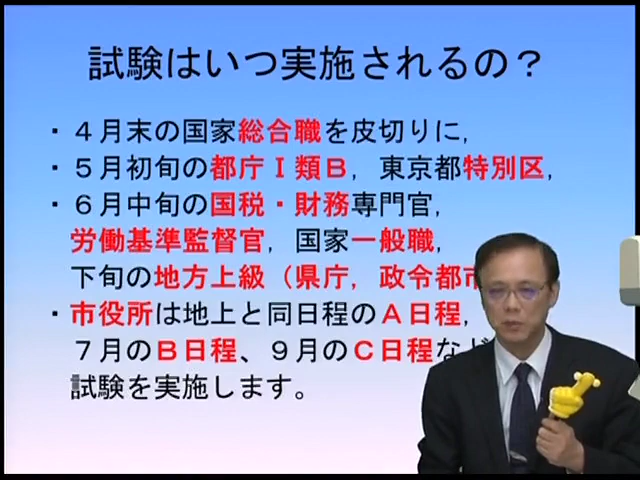 試験はいつ実施されるの？
・４月末の国家総合職を皮切りに，
・５月初旬の都庁Ⅰ類Ｂ，東京都特別区，
・６月中旬の国税・財務専門官，
労働基準監督官，国家一般職，
下旬の地方上級（県庁，政令都市
・市役所は地上と同日程のＡ日程，
７月のＢ日程、９月のＣ日程など
試験を実施します。